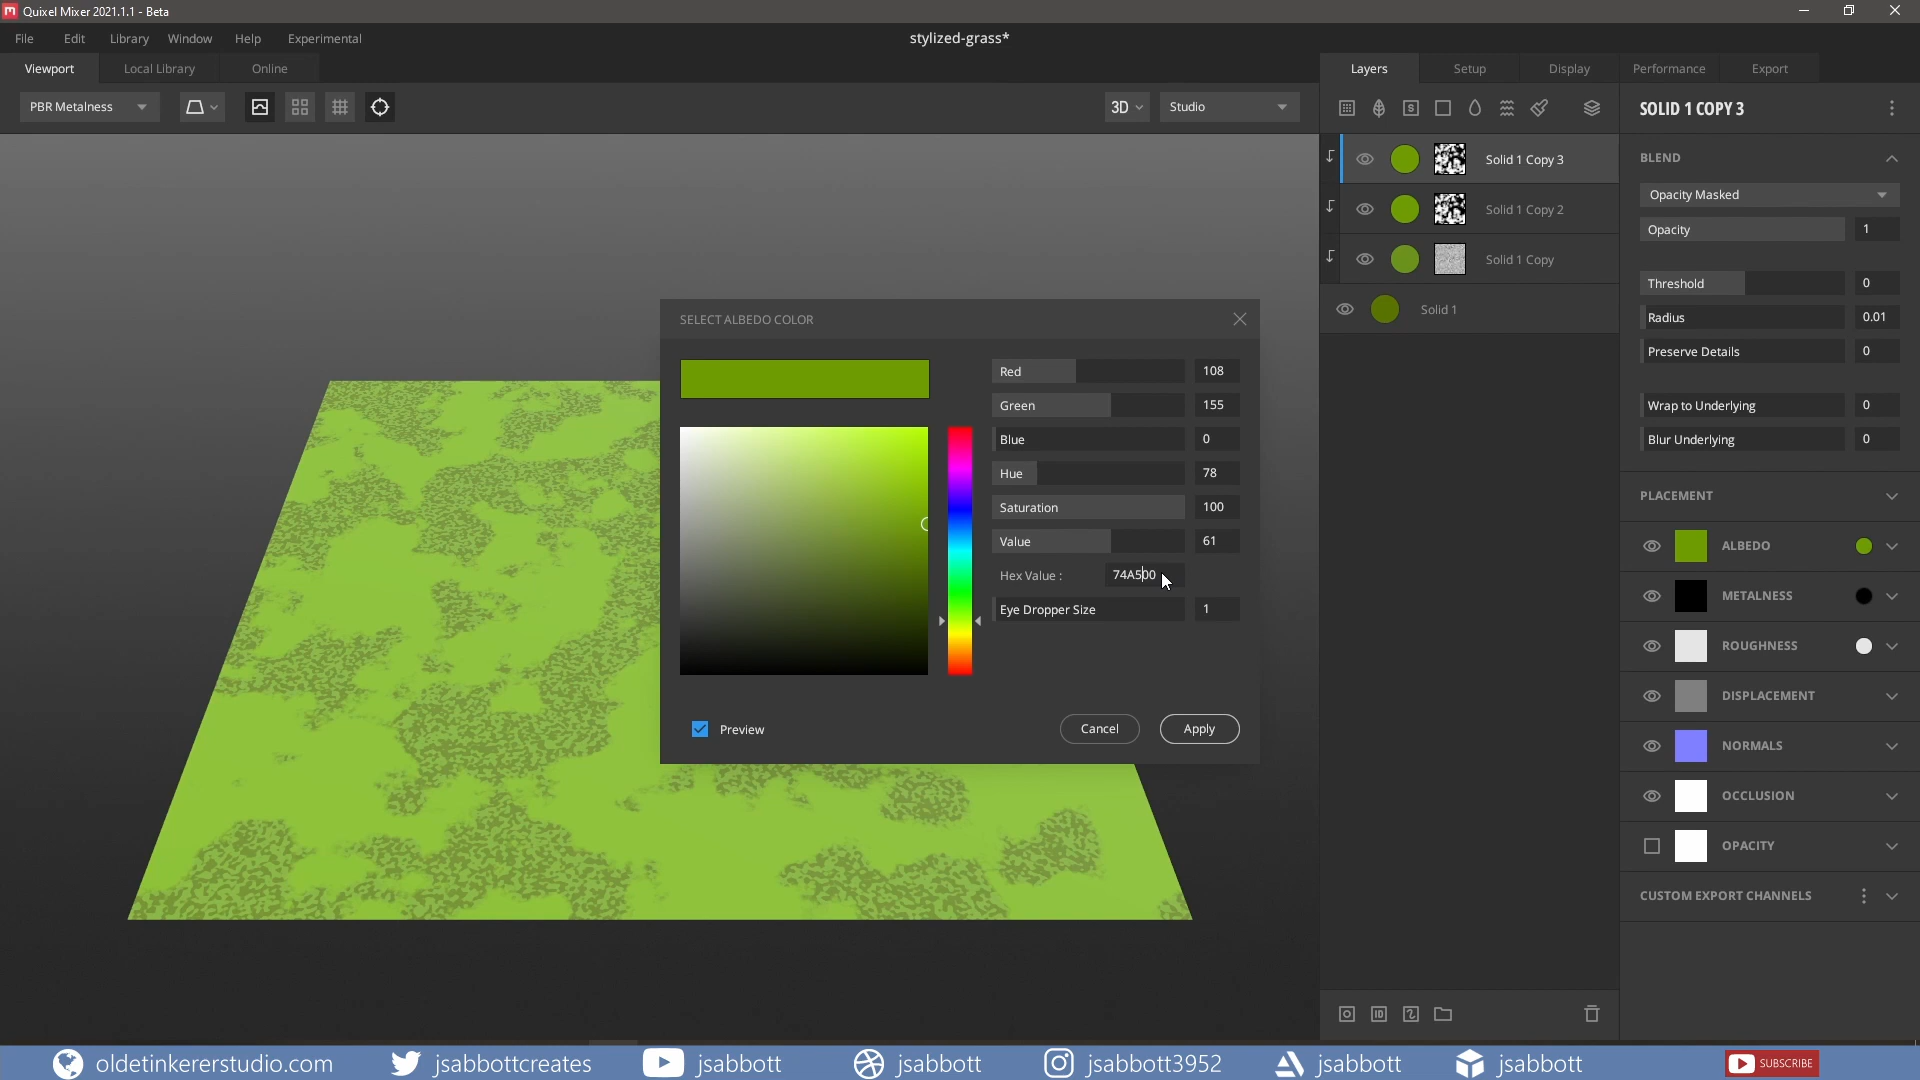 Quixel Mixer 2021.1.1 - Beta
File Edit Library Window Help Experimental
stylized-grass*
Viewport Local Library Online
Layers Setup Display Performance Export
PBR Metalness
3D Studio
SOLID 1 COPY 3
Solid 1 Copy 3
Solid 1 Copy 2
Solid 1 Copy
Solid 1
BLEND
Opacity Masked
Opacity 1
Threshold 0
Radius 0.01
Preserve Details 0
Wrap to Underlying 0
Blur Underlying 0
PLACEMENT
ALBEDO
METALNESS
ROUGHNESS
DISPLACEMENT
NORMALS
OCCLUSION
OPACITY
CUSTOM EXPORT CHANNELS
SELECT ALBEDO COLOR
Red 108
Green 155
Blue 0
Hue 78
Saturation 100
Value 61
Hex Value : 74A500
Eye Dropper Size 1
Preview Cancel Apply
oldetinkererstudio.com jsabbottcreates jsabbott jsabbott jsabbott3952 jsabbott jsabbott SUBSCRIBE